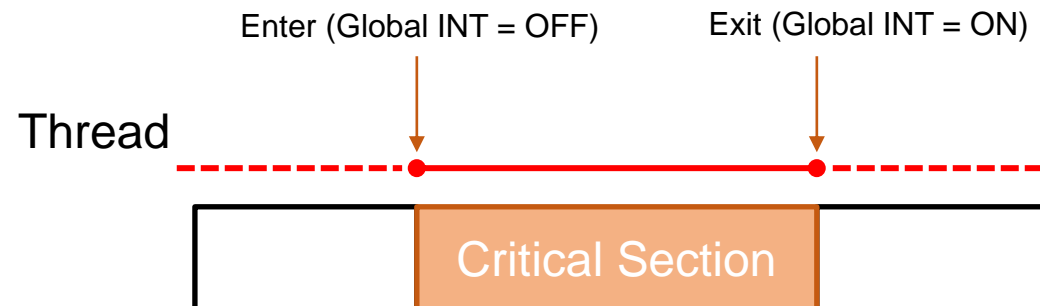 Enter (Global INT = OFF)
Exit (Global INT = ON)
Thread
Critical Section